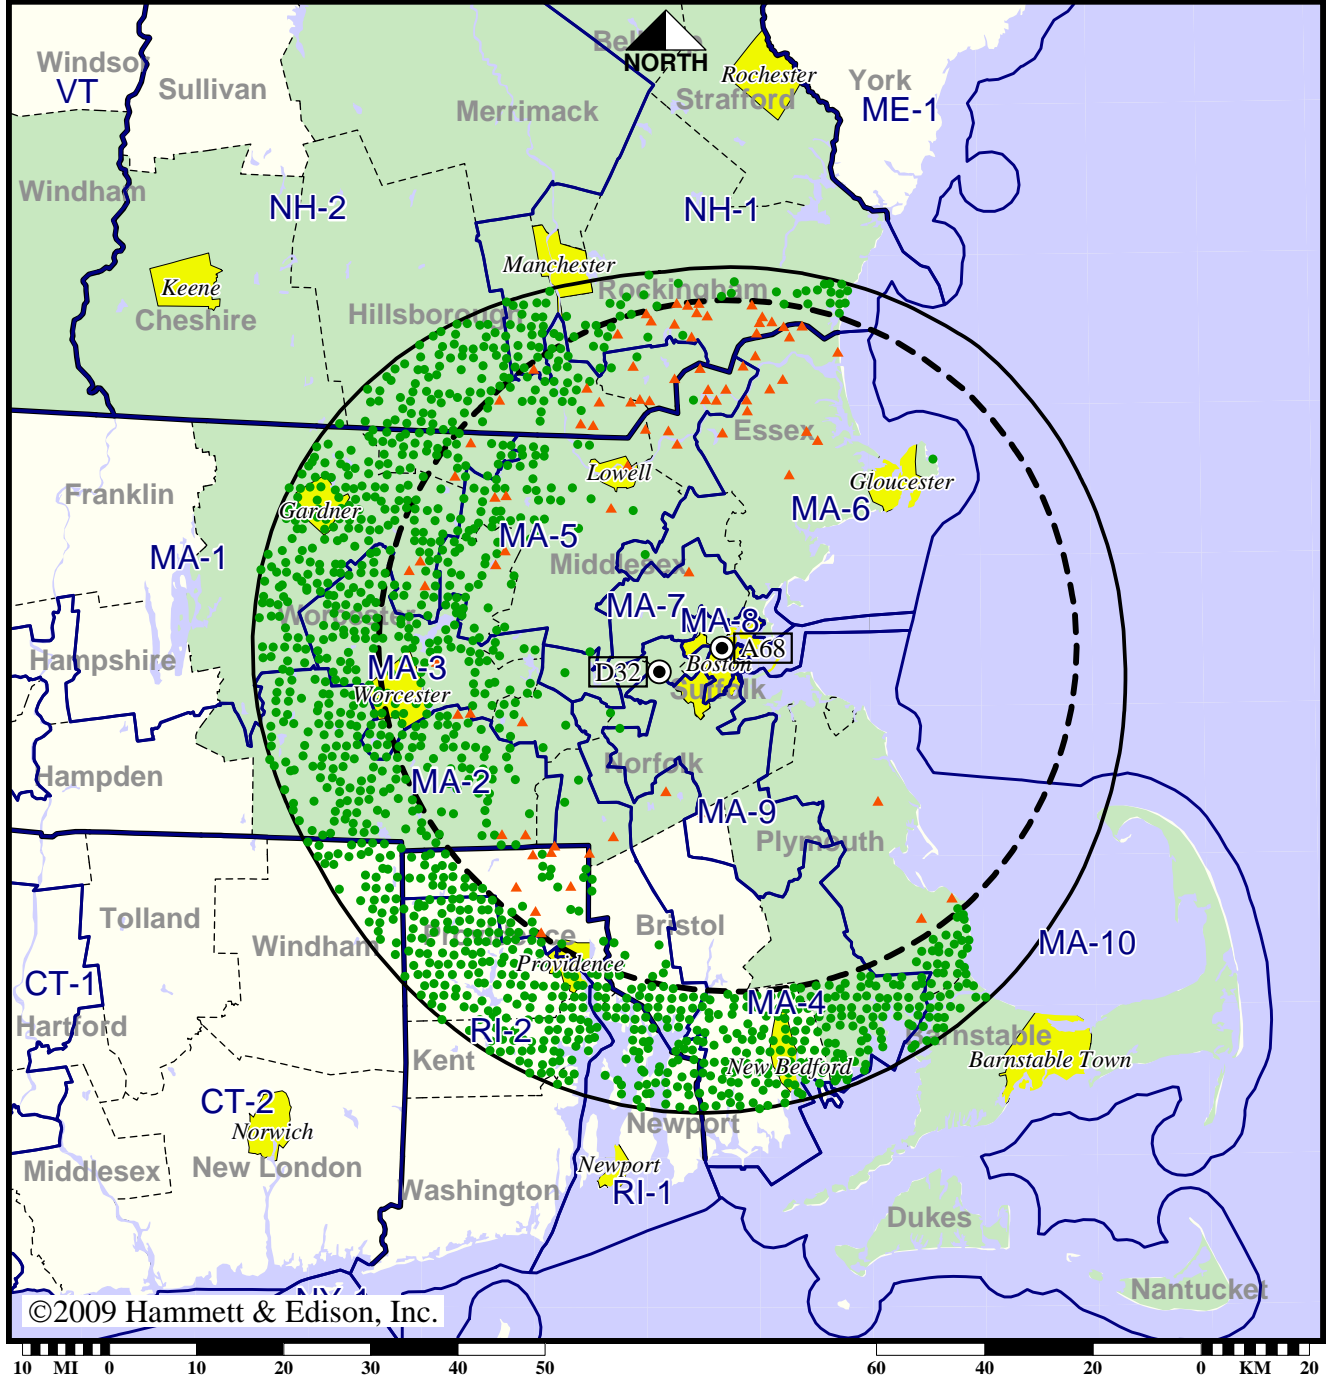 NORTH
Windsor
VT
Sullivan
Belknap
Merrimack
Rochester
Strafford
York
ME-1
Windham
NH-2
NH-1
Keene
Cheshire
Manchester
Hillsborough
Rockingham
Franklin
MA-1
Gardner
Lowell
Essex
Gloucester
MA-6
MA-5
Middlesex
Worcester
MA-7
MA-8
Hampshire
MA-3
Worcester
D32
A68
Boston
Suffolk
Hampden
MA-2
Norfolk
MA-9
Plymouth
Tolland
Windham
Providence
Providence
Bristol
MA-10
CT-1
Hartford
RI-2
Kent
MA-4
New Bedford
Barnstable
Barnstable Town
CT-2
Norwich
Middlesex
New London
Newport
Washington
Newport
RI-1
Dukes
Nantucket
NY-1
©2009 Hammett & Edison, Inc.
10 MI 0 10 20 30 40 50 60 40 20 0 KM 20